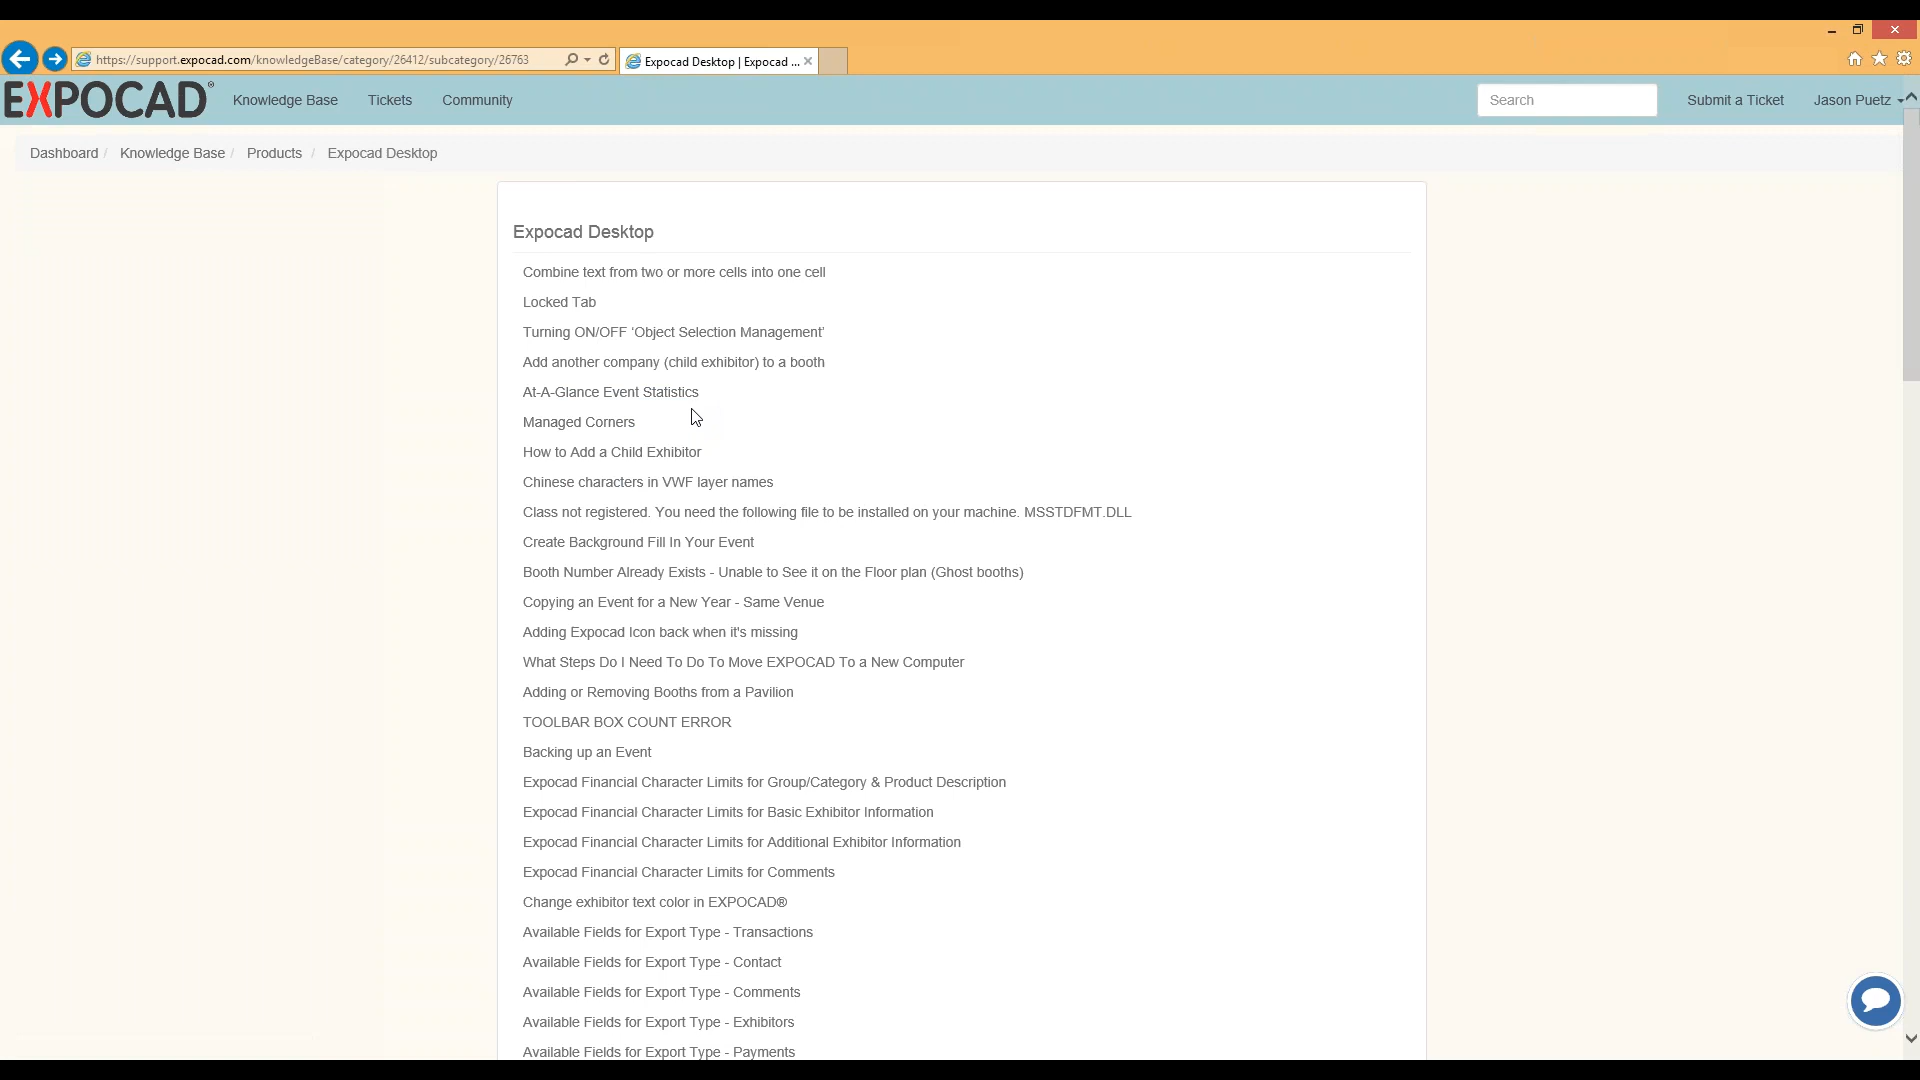 https://support.expocad.com/knowledgeBase/category/26412/subcategory/26763
Expocad Desktop | Expocad ...
EXPOCAD®
Knowledge Base
Tickets
Community
Search
Submit a Ticket
Jason Puetz
Dashboard / Knowledge Base / Products / Expocad Desktop
Expocad Desktop
Combine text from two or more cells into one cell
Locked Tab
Turning ON/OFF ‘Object Selection Management’
Add another company (child exhibitor) to a booth
At-A-Glance Event Statistics
Managed Corners
How to Add a Child Exhibitor
Chinese characters in VWF layer names
Class not registered. You need the following file to be installed on your machine. MSSTDFMT.DLL
Create Background Fill In Your Event
Booth Number Already Exists - Unable to See it on the Floor plan (Ghost booths)
Copying an Event for a New Year - Same Venue
Adding Expocad Icon back when it's missing
What Steps Do I Need To Do To Move EXPOCAD To a New Computer
Adding or Removing Booths from a Pavilion
TOOLBAR BOX COUNT ERROR
Backing up an Event
Expocad Financial Character Limits for Group/Category & Product Description
Expocad Financial Character Limits for Basic Exhibitor Information
Expocad Financial Character Limits for Additional Exhibitor Information
Expocad Financial Character Limits for Comments
Change exhibitor text color in EXPOCAD®
Available Fields for Export Type - Transactions
Available Fields for Export Type - Contact
Available Fields for Export Type - Comments
Available Fields for Export Type - Exhibitors
Available Fields for Export Type - Payments